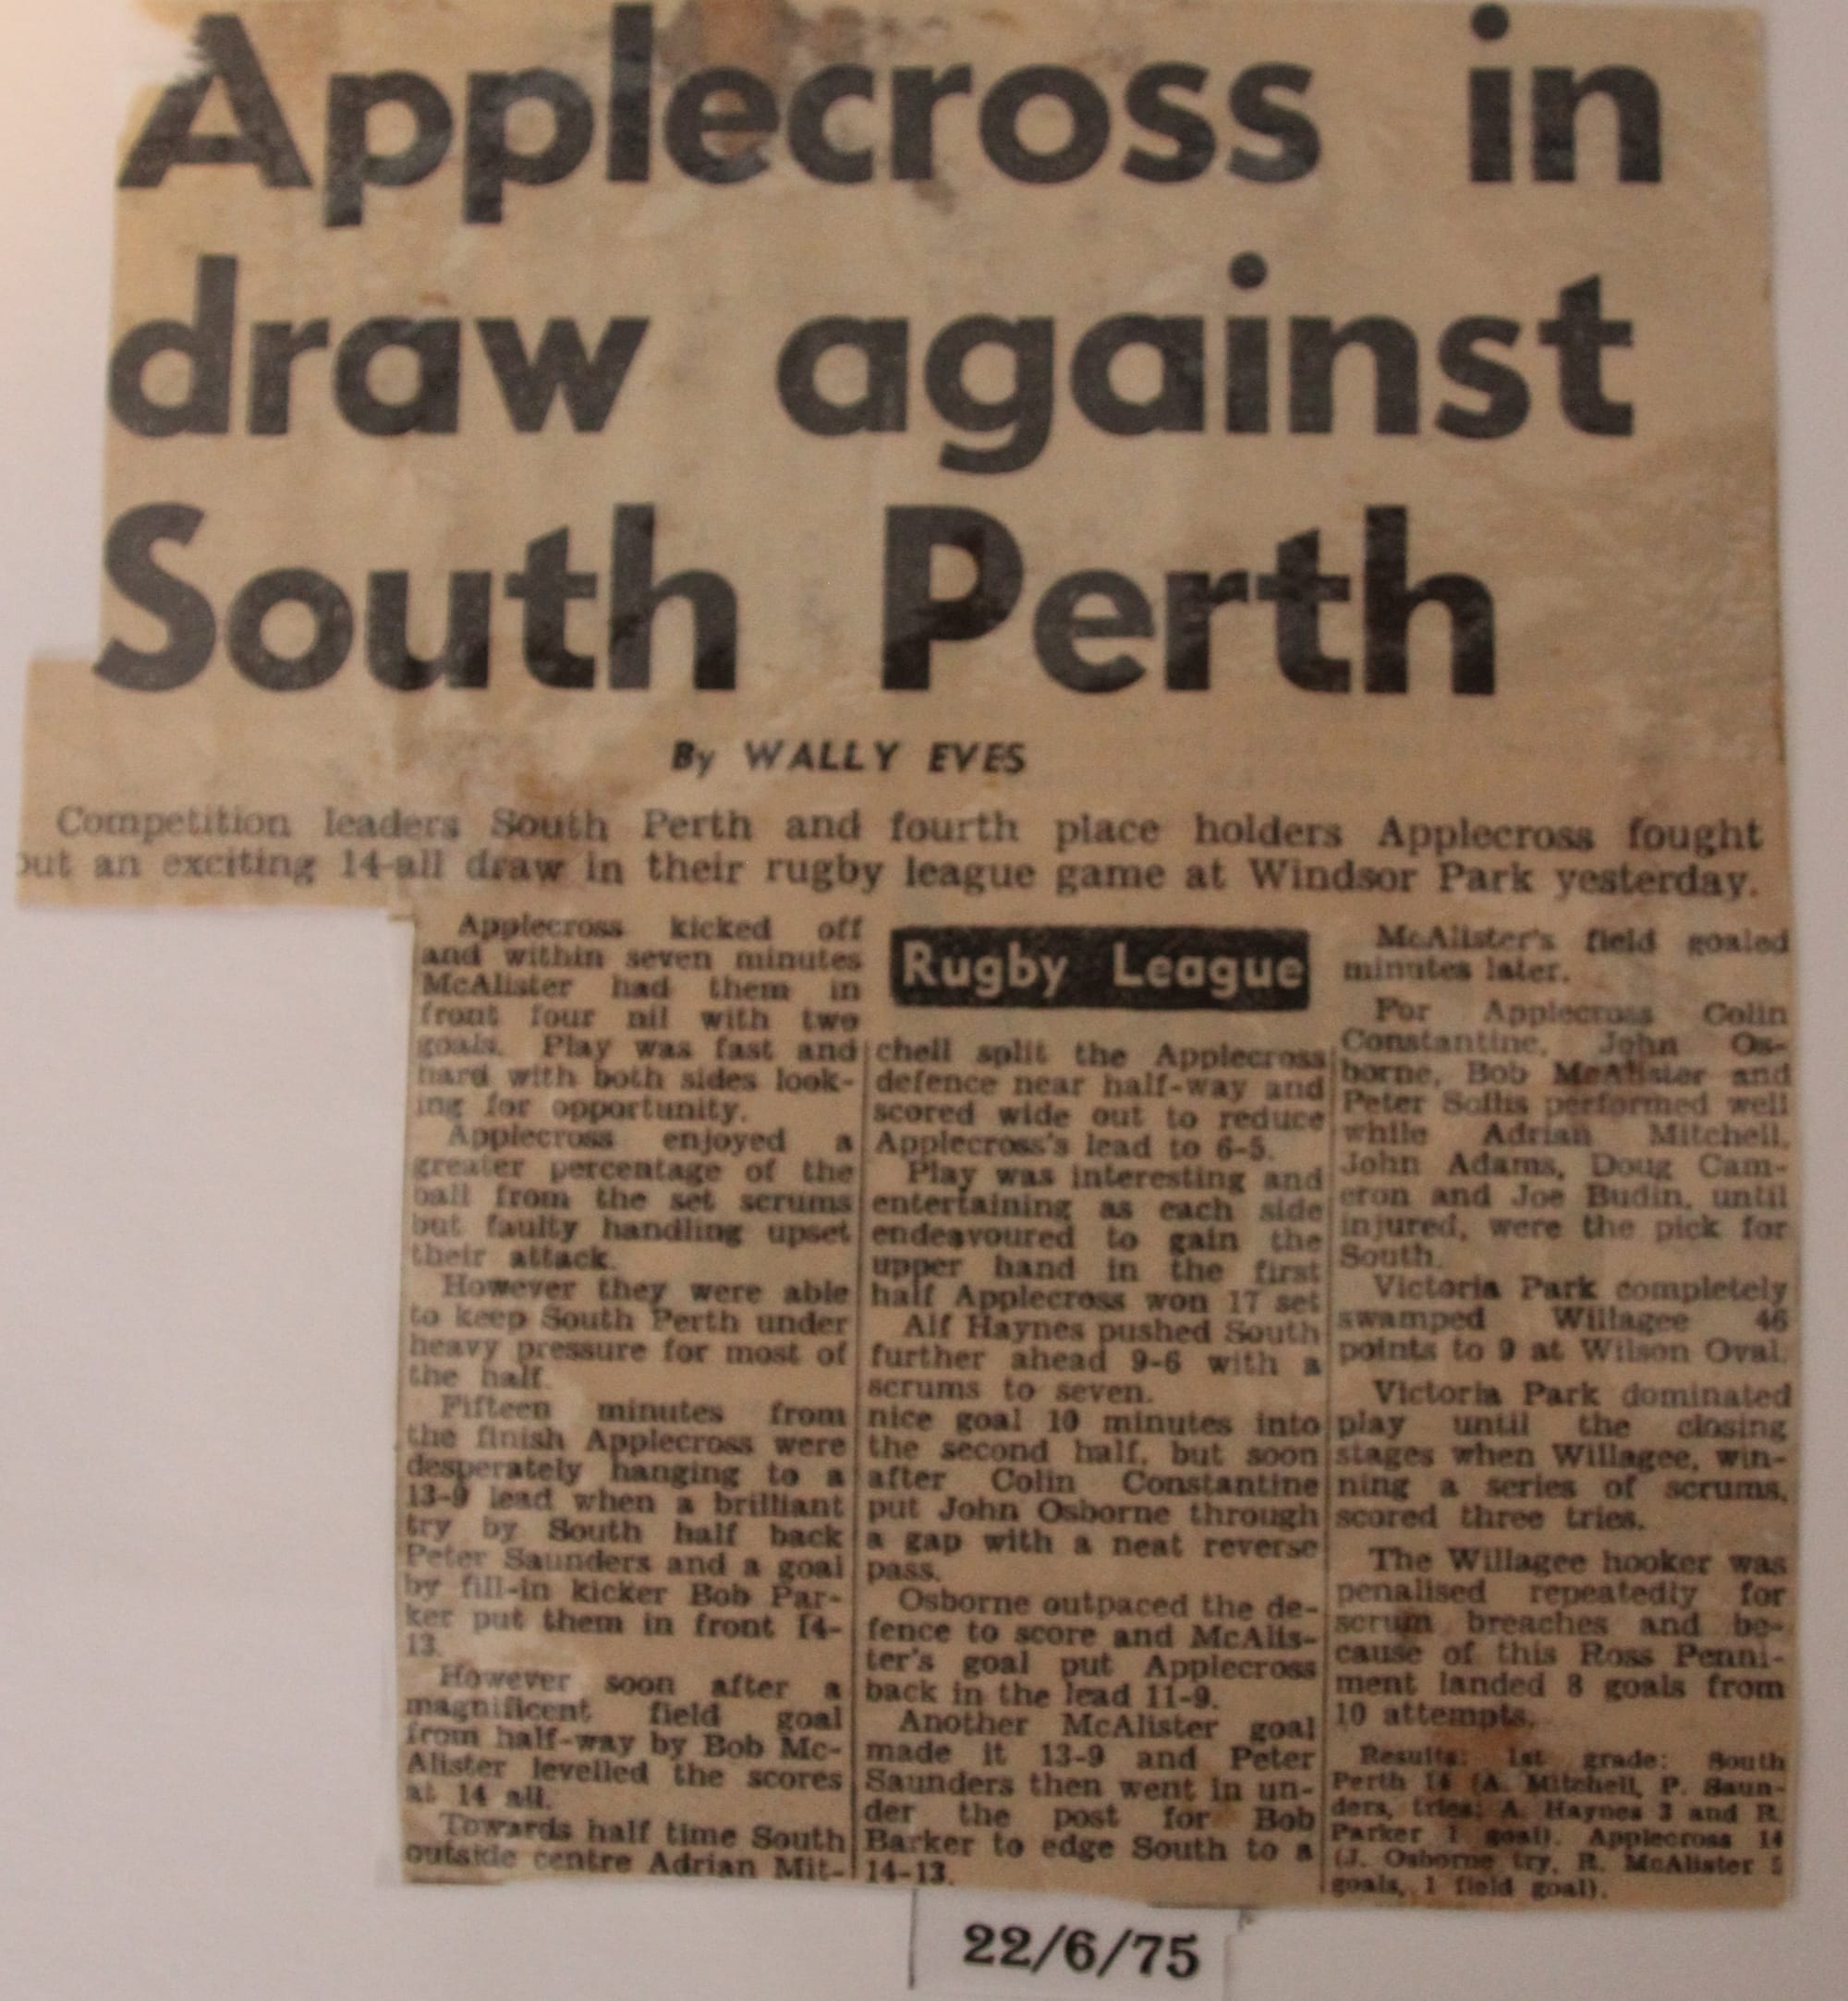 Applecross in
draw against
South Perth
By WALLY EVES
Competition leaders South Perth and fourth place holders Applecross fought
out an exciting 14-all draw in their rugby league game at Windsor Park yesterday.
Applecross kicked off
and within seven minutes
McAlister had them in
front four nil with two
goals. Play was fast and
hard with both sides look-
ing for opportunity.
Applecross enjoyed a
greater percentage of the
ball from the set scrums
but faulty handling upset
their attack.
However they were able
to keep South Perth under
heavy pressure for most of
the half.
Fifteen minutes from
the finish Applecross were
desperately hanging to a
13-9 lead when a brilliant
try by South half back
Peter Saunders and a goal
by fill-in kicker Bob Par-
ker put them in front 14-
13.
However soon after a
magnificent field goal
from half-way by Bob Mc-
Alister levelled the scores
at 14 all.
Towards half time South
outside centre Adrian Mit-
Rugby League
chell split the Applecross
defence near half-way and
scored wide out to reduce
Applecross's lead to 6-5.
Play was interesting and
entertaining as each side
endeavoured to gain the
upper hand in the first
half Applecross won 17 set
Alf Haynes pushed South
further ahead 9-6 with a
scrums to seven.
nice goal 10 minutes into
the second half, but soon
after Colin Constantine
put John Osborne through
a gap with a neat reverse
pass.
Osborne outpaced the de-
fence to score and McAlis-
ter's goal put Applecross
back in the lead 11-9.
Another McAlister goal
made it 13-9 and Peter
Saunders then went in un-
der the post for Bob
Barker to edge South to a
14-13.
McAlister's field goaled
minutes later.
For Applecross Colin
Constantine, John Os-
borne, Bob McAlister and
Peter Sollis performed well
while Adrian Mitchell,
John Adams, Doug Cam-
eron and Joe Budin, until
injured, were the pick for
South.
Victoria Park completely
swamped Willagee 46
points to 9 at Wilson Oval.
Victoria Park dominated
play until the closing
stages when Willagee, win-
ning a series of scrums,
scored three tries.
The Willagee hooker was
penalised repeatedly for
scrum breaches and be-
cause of this Ross Penni-
ment landed 8 goals from
10 attempts.
Results: 1st grade: South
Perth 14 (A. Mitchell, P. Saun-
ders, tries; A. Haynes 3 and R.
Parker 1 goal). Applecross 14
(J. Osborne try, R. McAlister 5
goals, 1 field goal).
22/6/75